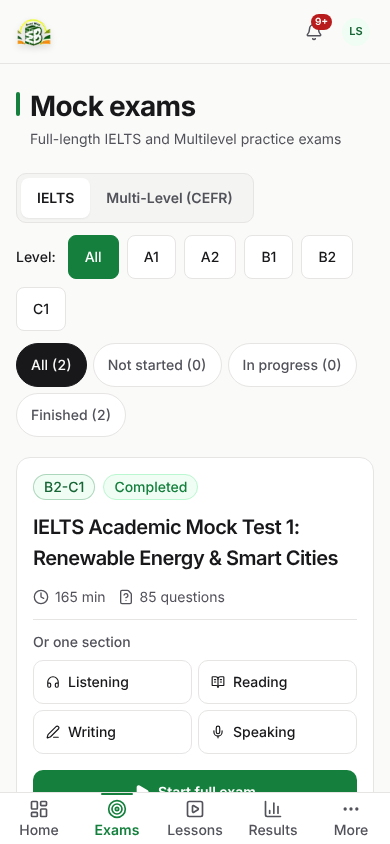 9+
LS
Mock exams
Full-length IELTS and Multilevel practice exams
IELTS Multi-Level (CEFR)
Level: All A1 A2 B1 B2
C1
All (2) Not started (0) In progress (0)
Finished (2)
B2-C1 Completed
IELTS Academic Mock Test 1:
Renewable Energy & Smart Cities
165 min 85 questions
Or one section
Listening Reading
Writing Speaking
Start full exam
Home Exams Lessons Results More